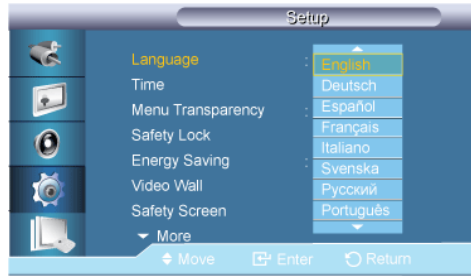 Setup
Language : English
Time Deutsch
Menu Transparency : Español
Safety Lock Français
Italiano
Energy Saving : Svenska
Video Wall Русский
Safety Screen Português
More
Move Enter Return